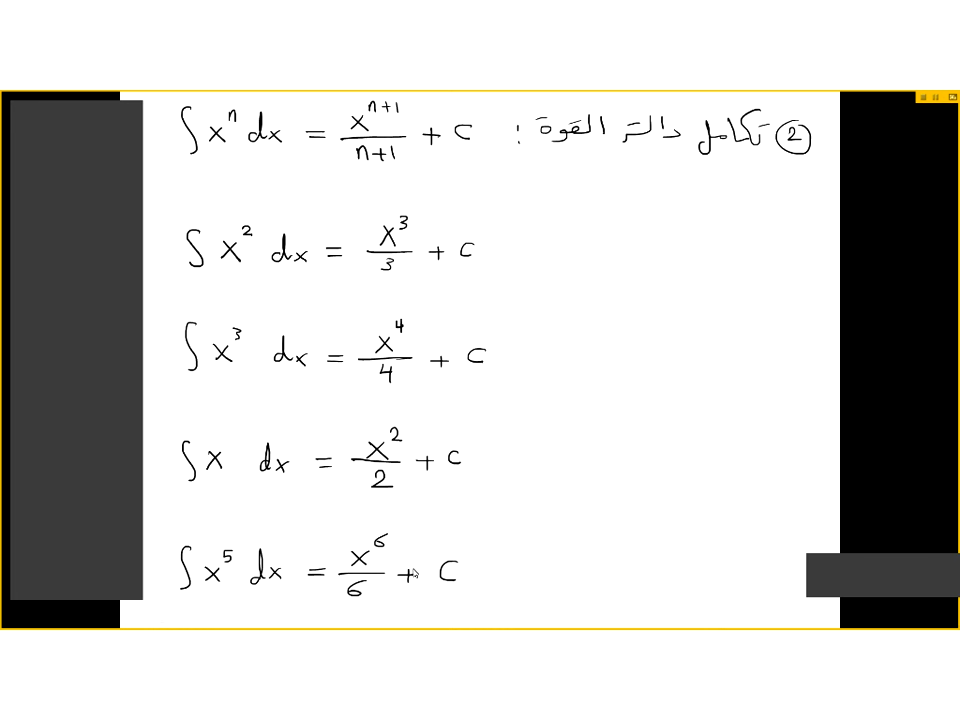 ② تكامل دالة القوة : ∫ xⁿ dx = xⁿ⁺¹/(n+1) + C
∫ x² dx = x³/3 + C
∫ x³ dx = x⁴/4 + C
∫ x dx = x²/2 + C
∫ x⁵ dx = x⁶/6 + C